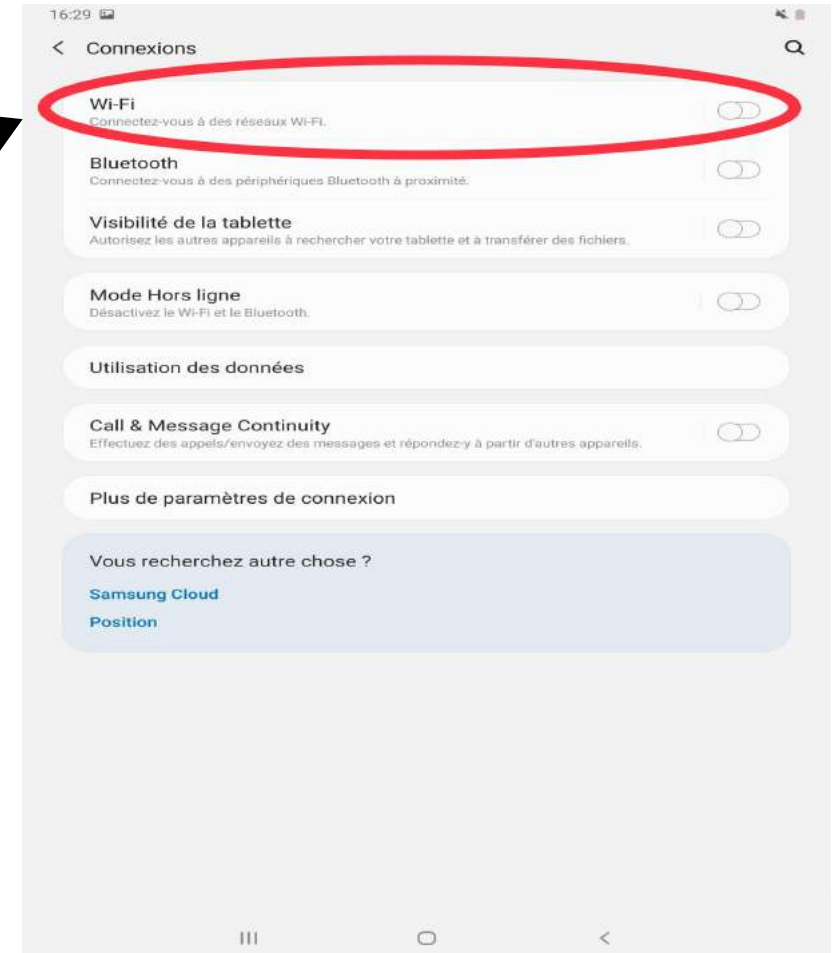 16:29
Connexions
Wi-Fi
Connectez-vous à des réseaux Wi-Fi.
Bluetooth
Connectez-vous à des périphériques Bluetooth à proximité.
Visibilité de la tablette
Autorisez les autres appareils à rechercher votre tablette et à transférer des fichiers.
Mode Hors ligne
Désactivez le Wi-Fi et le Bluetooth.
Utilisation des données
Call & Message Continuity
Effectuez des appels/envoyez des messages et répondez-y à partir d'autres appareils.
Plus de paramètres de connexion
Vous recherchez autre chose ?
Samsung Cloud
Position